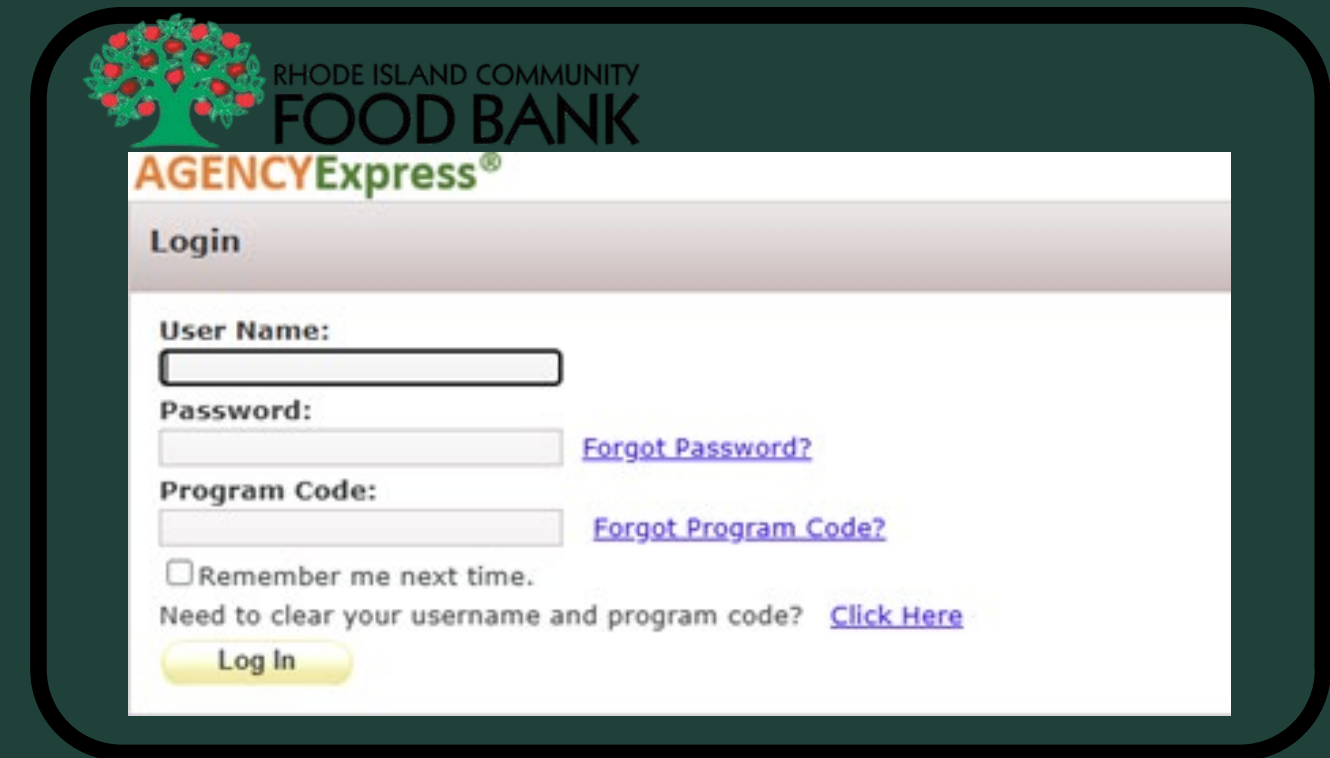 RHODE ISLAND COMMUNITY
FOOD BANK
AGENCYExpress®
Login
User Name:
Password:
Forgot Password?
Program Code:
Forgot Program Code?
Remember me next time.
Need to clear your username and program code? Click Here
Log In